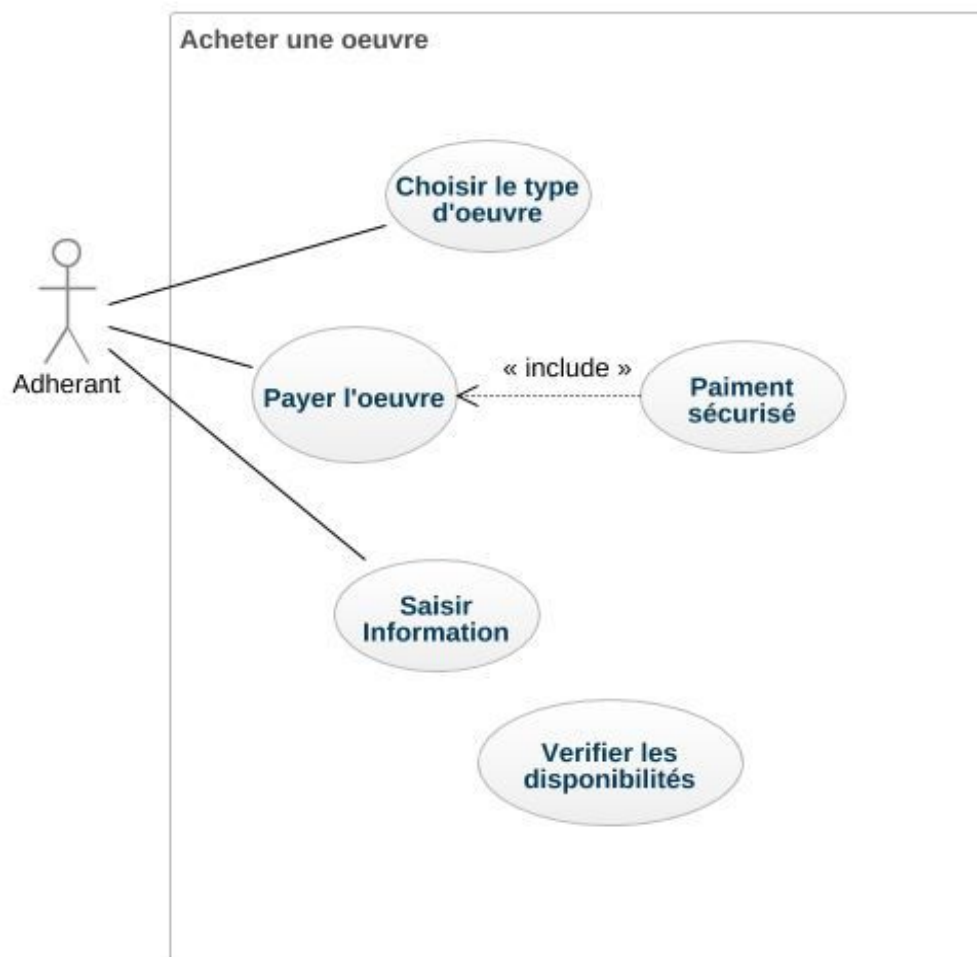 Acheter une oeuvre
Choisir le type
d'oeuvre
Adherant
Payer l'oeuvre
« include »
Paiment
sécurisé
Saisir
Information
Verifier les
disponibilités